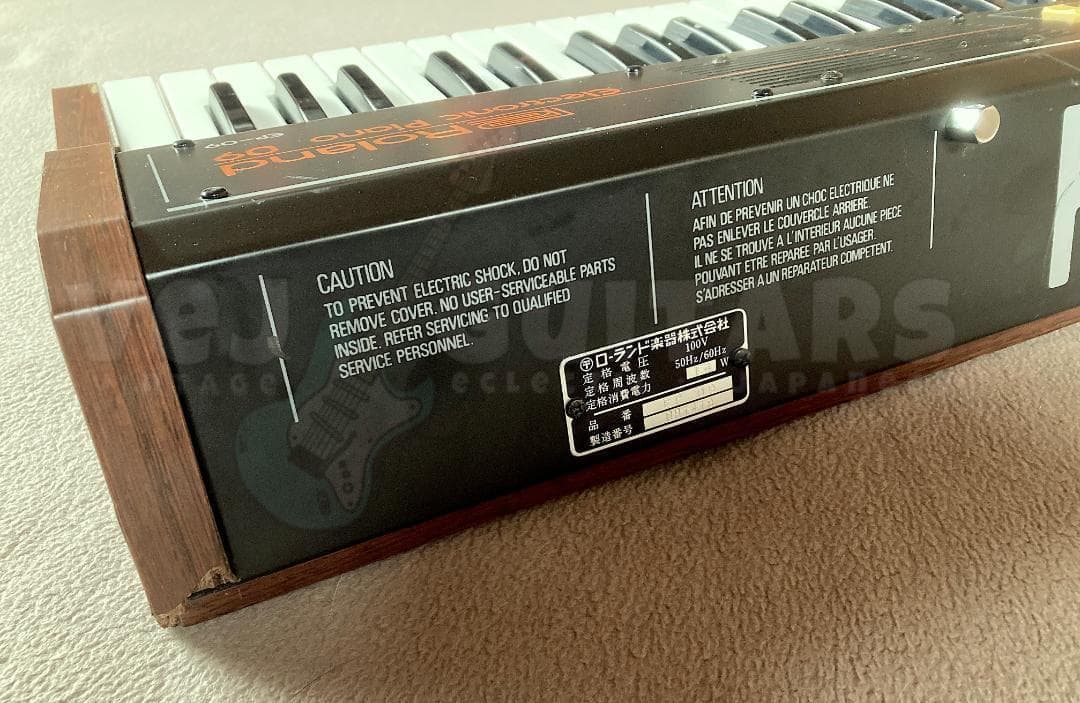 Roland
Electronic Piano
09
EP-09
CAUTION
TO PREVENT ELECTRIC SHOCK, DO NOT
REMOVE COVER. NO USER-SERVICEABLE PARTS
INSIDE. REFER SERVICING TO QUALIFIED
SERVICE PERSONNEL.
ATTENTION
AFIN DE PREVENIR UN CHOC ELECTRIQUE NE
PAS ENLEVER LE COUVERCLE ARRIERE.
IL NE SE TROUVE A L'INTERIEUR AUCUNE PIECE
POUVANT ETRE REPAREE PAR L'USAGER.
S'ADRESSER A UN REPARATEUR COMPETENT.
ローランド楽器株式会社
定格電圧 100V
定格周波数 50Hz/60Hz
定格消費電力 W
品番
製造番号
GUITARS